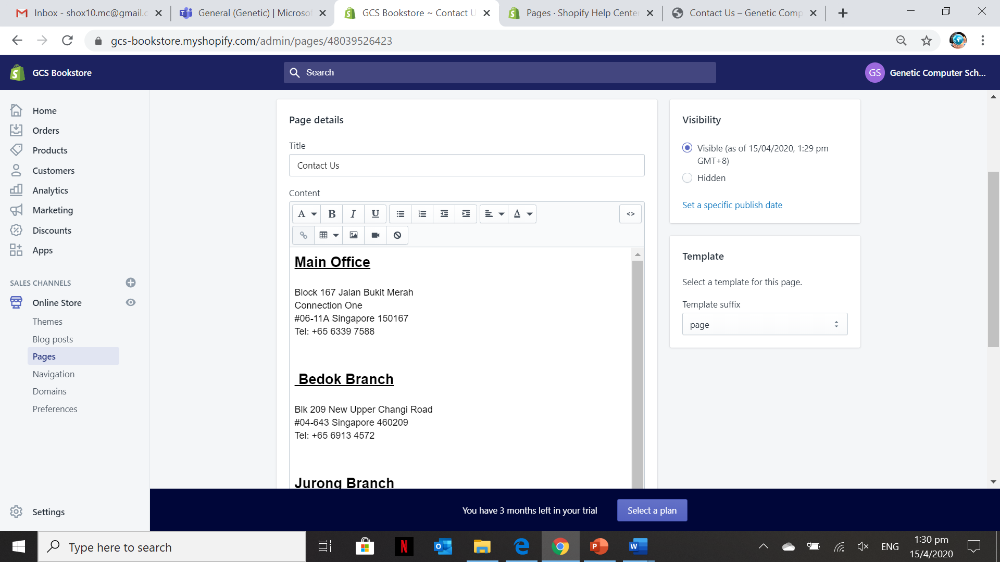 Inbox - shox10.mc@gmail.c
General (Genetic) | Microso
GCS Bookstore ~ Contact U
Pages · Shopify Help Cente
Contact Us – Genetic Comp
gcs-bookstore.myshopify.com/admin/pages/48039526423
GCS Bookstore
Search
GS
Genetic Computer Sch...
Home
Orders
Products
Customers
Analytics
Marketing
Discounts
Apps
SALES CHANNELS
Online Store
Themes
Blog posts
Pages
Navigation
Domains
Preferences
Settings
Page details
Title
Contact Us
Content
A
B
I
U
A
<>
Main Office
Block 167 Jalan Bukit Merah
Connection One
#06-11A Singapore 150167
Tel: +65 6339 7588
Bedok Branch
Blk 209 New Upper Changi Road
#04-643 Singapore 460209
Tel: +65 6913 4572
Jurong Branch
Visibility
Visible (as of 15/04/2020, 1:29 pm
GMT+8)
Hidden
Set a specific publish date
Template
Select a template for this page.
Template suffix
page
You have 3 months left in your trial
Select a plan
Type here to search
ENG
1:30 pm
15/4/2020